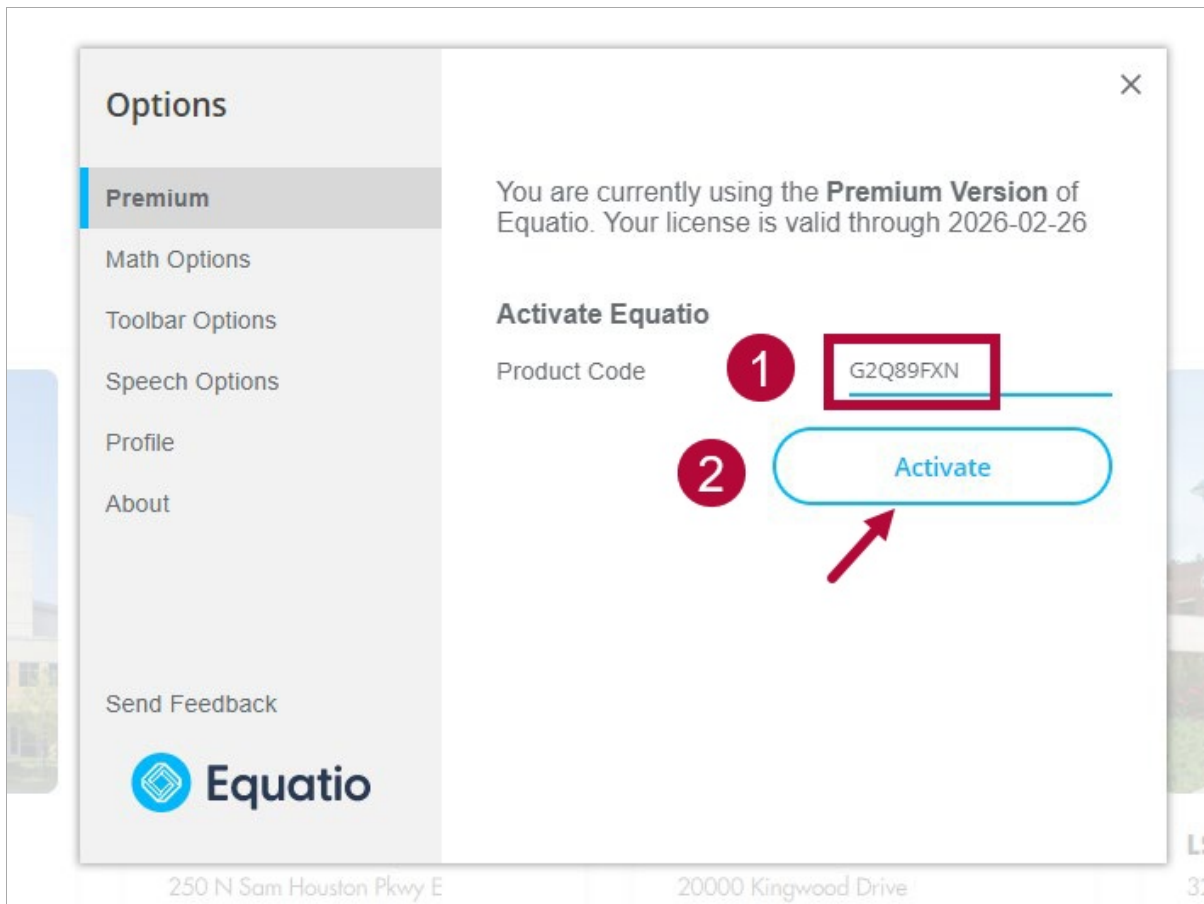 Options
Premium
Math Options
Toolbar Options
Speech Options
Profile
About
Send Feedback
Equatio
You are currently using the Premium Version of
Equatio. Your license is valid through 2026-02-26
Activate Equatio
Product Code
1
G2Q89FXN
2
Activate
250 N Sam Houston Pkwy E
20000 Kingwood Drive